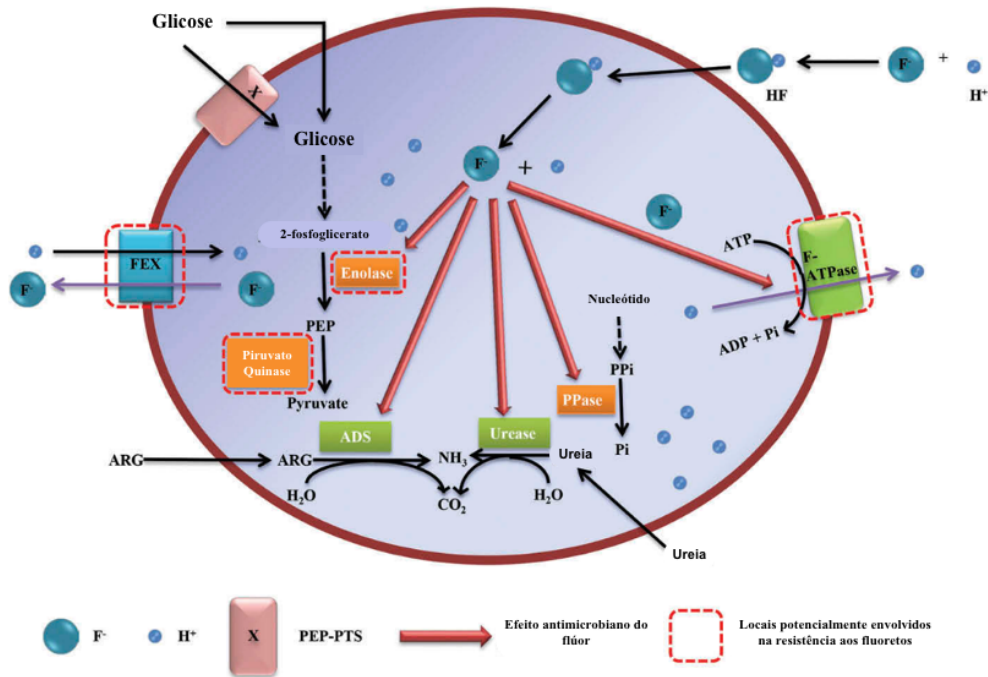 Glicose
X
Glicose
F-
+
HF
F-
+
H+
F-
+
F-
2-fosfoglicerato
Enolase
FEX
F-
F-
ATP
F-
ATPase
ADP + Pi
PEP
Piruvato
Quinase
Pyruvate
Nucleótido
PPi
PPase
Pi
ADS
Urease
ARG
ARG
NH3
Ureia
H2O
CO2
H2O
Ureia
F-
H+
X
PEP-PTS
Efeito antimicrobiano do
flúor
Locais potencialmente envolvidos
na resistência aos fluoretos